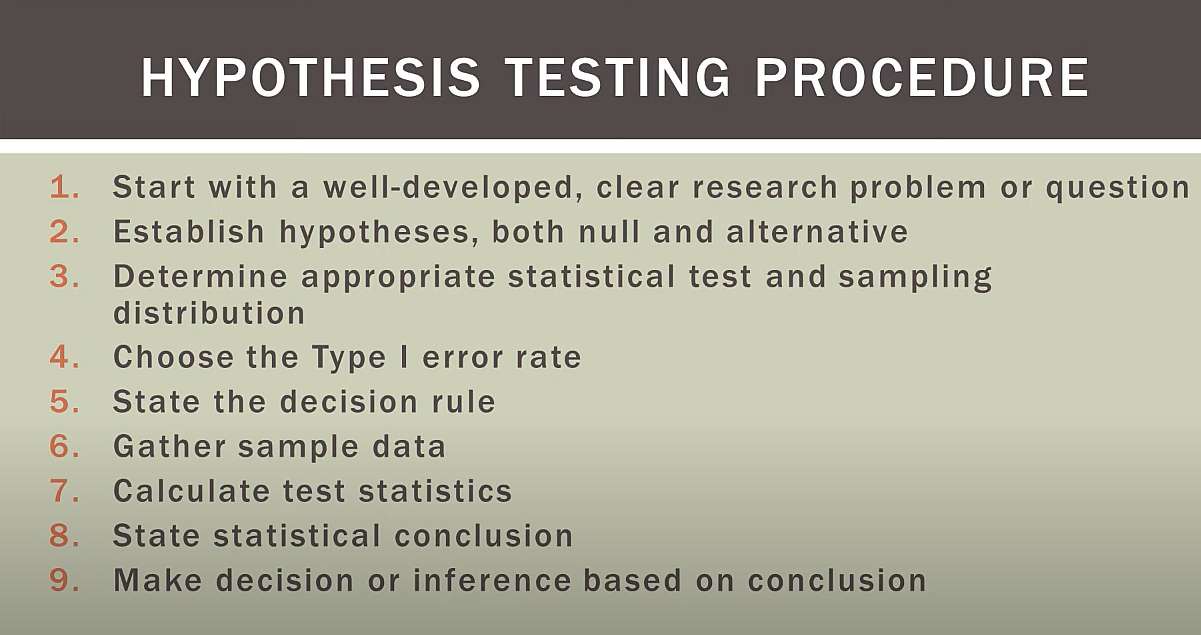 HYPOTHESIS TESTING PROCEDURE
1. Start with a well-developed, clear research problem or question
2. Establish hypotheses, both null and alternative
3. Determine appropriate statistical test and sampling
distribution
4. Choose the Type I error rate
5. State the decision rule
6. Gather sample data
7. Calculate test statistics
8. State statistical conclusion
9. Make decision or inference based on conclusion